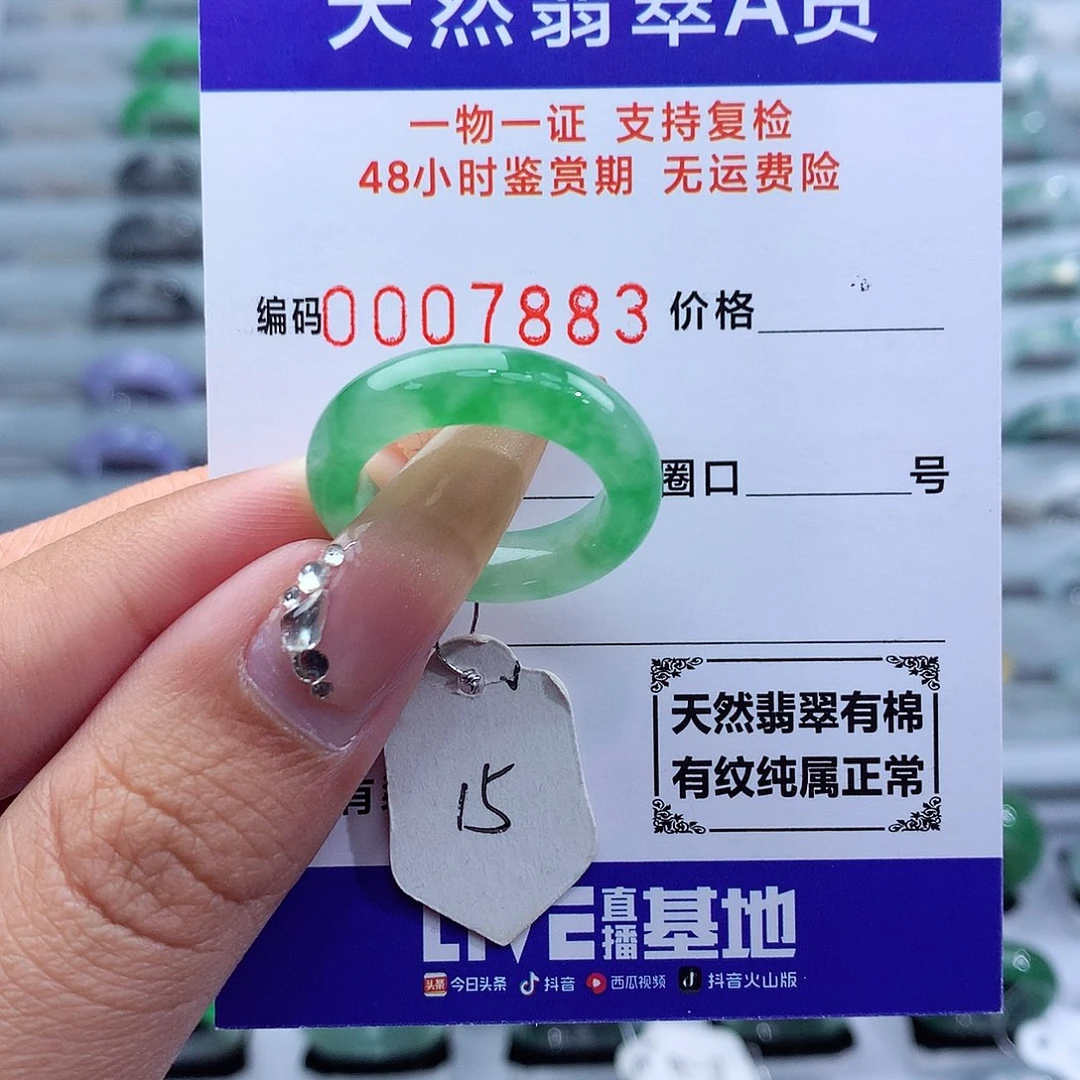 天然翡翠A货
一物一证 支持复检
48小时鉴赏期 无运费险
编码0007883 价格
圈口 号
天然翡翠有棉
有纹纯属正常
有
15
LIVE直播基地
头条 今日头条 抖音 西瓜视频 抖音火山版